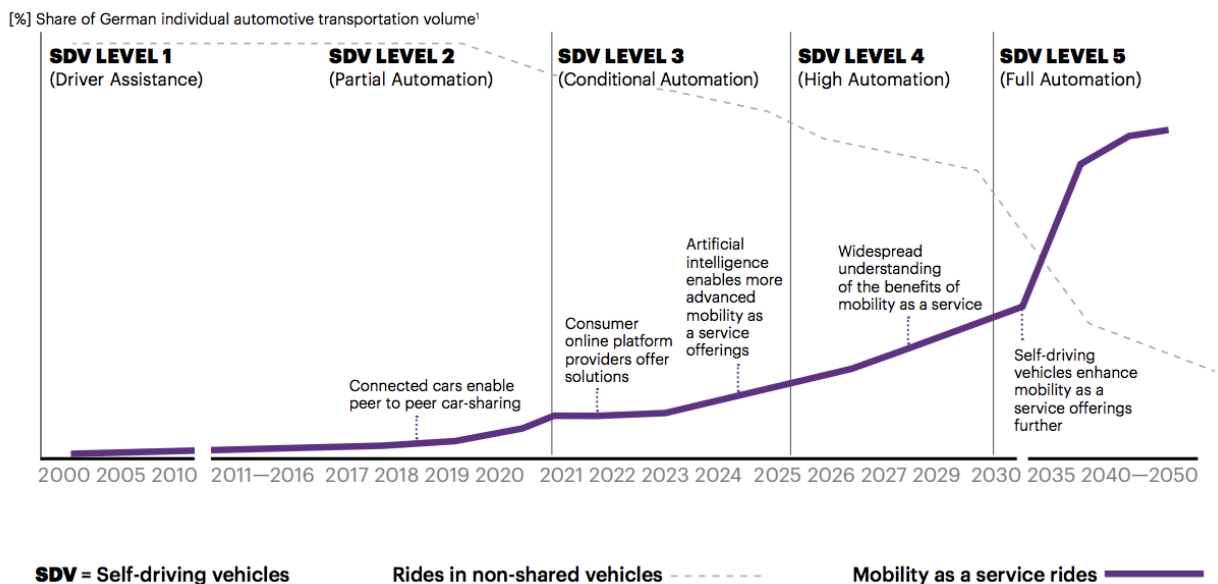 [%] Share of German individual automotive transportation volume¹
SDV LEVEL 1
(Driver Assistance)
SDV LEVEL 2
(Partial Automation)
SDV LEVEL 3
(Conditional Automation)
SDV LEVEL 4
(High Automation)
SDV LEVEL 5
(Full Automation)
Connected cars enable
peer to peer car-sharing
Consumer
online platform
providers offer
solutions
Artificial
intelligence
enables more
advanced
mobility as
a service
offerings
Widespread
understanding
of the benefits of
mobility as a service
Self-driving
vehicles enhance
mobility as a
service offerings
further
2000 2005 2010 2011—2016 2017 2018 2019 2020 2021 2022 2023 2024 2025 2026 2027 2029 2030 2035 2040—2050
SDV = Self-driving vehicles Rides in non-shared vehicles Mobility as a service rides